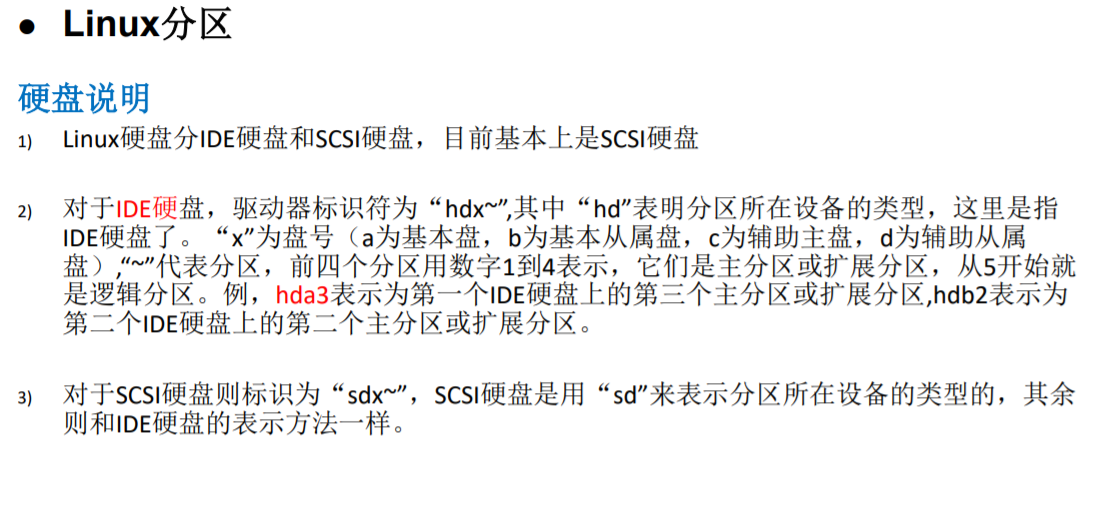 ● Linux分区
硬盘说明
1) Linux硬盘分IDE硬盘和SCSI硬盘，目前基本上是SCSI硬盘
2) 对于IDE硬盘，驱动器标识符为“hdx~”,其中“hd”表明分区所在设备的类型，这里是指
IDE硬盘了。“x”为盘号（a为基本盘，b为基本从属盘，c为辅助主盘，d为辅助从属
盘）,“~”代表分区，前四个分区用数字1到4表示，它们是主分区或扩展分区，从5开始就
是逻辑分区。例，hda3表示为第一个IDE硬盘上的第三个主分区或扩展分区,hdb2表示为
第二个IDE硬盘上的第二个主分区或扩展分区。
3) 对于SCSI硬盘则标识为“sdx~”，SCSI硬盘是用“sd”来表示分区所在设备的类型的，其余
则和IDE硬盘的表示方法一样。